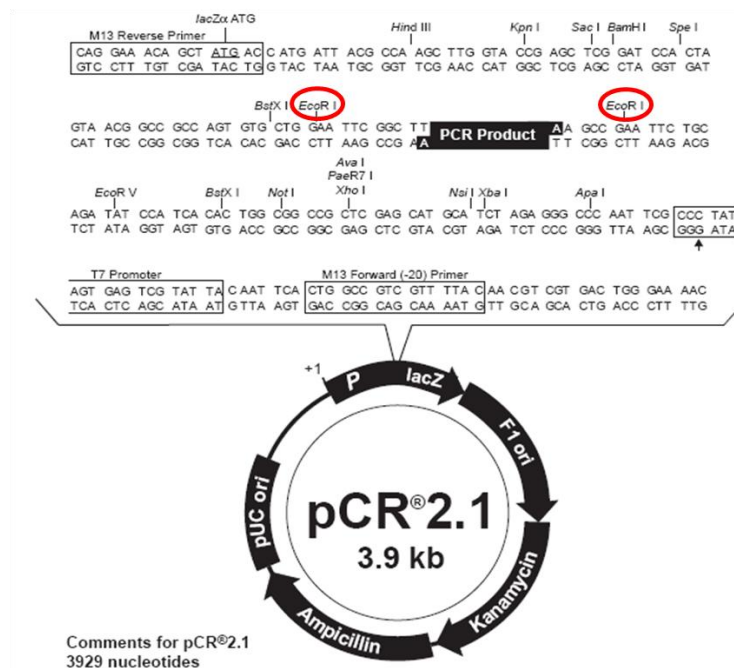 lacZα ATG
M13 Reverse Primer
Hind III Kpn I Sac I BamH I Spe I
CAG GAA ACA GCT ATG AC C ATG ATT ACG CCA AGC TTG GTA CCG AGC TCG GAT CCA CTA
GTC CTT TGT CGA TAC TG G TAC TAA TGC GGT TCG AAC CAT GGC TCG AGC CTA GGT GAT
BstX I EcoR I EcoR I
GTA ACG GCC GCC AGT GTG CTG GAA TTC GGC TT PCR Product A A GCC GAA TTC TGC
CAT TGC CGG CGG TCA CAC GAC CTT AAG CCG A A T T CGG CTT AAG ACG
Ava I
PaeR7 I
EcoR V BstX I Not I Xho I Nsi I Xba I Apa I
AGA TAT CCA TCA CAC TGG CGG CCG CTC GAG CAT GCA TCT AGA GGG CCC AAT TCG CCC TAT
TCT ATA GGT AGT GTG ACC GCC GGC GAG CTC GTA CGT AGA TCT CCC GGG TTA AGC GGG ATA
T7 Promoter M13 Forward (-20) Primer
AGT GAG TCG TAT TA C AAT TCA CTG GCC GTC GTT TTA C AA CGT CGT GAC TGG GAA AAC
TCA CTC AGC ATA AT G TTA AGT GAC CGG CAG CAA AAT G TT GCA GCA CTG ACC CTT TTG
+1
P lacZ
F1 ori
Kanamycin
Ampicillin
pUC ori
pCR®2.1
3.9 kb
Comments for pCR®2.1
3929 nucleotides